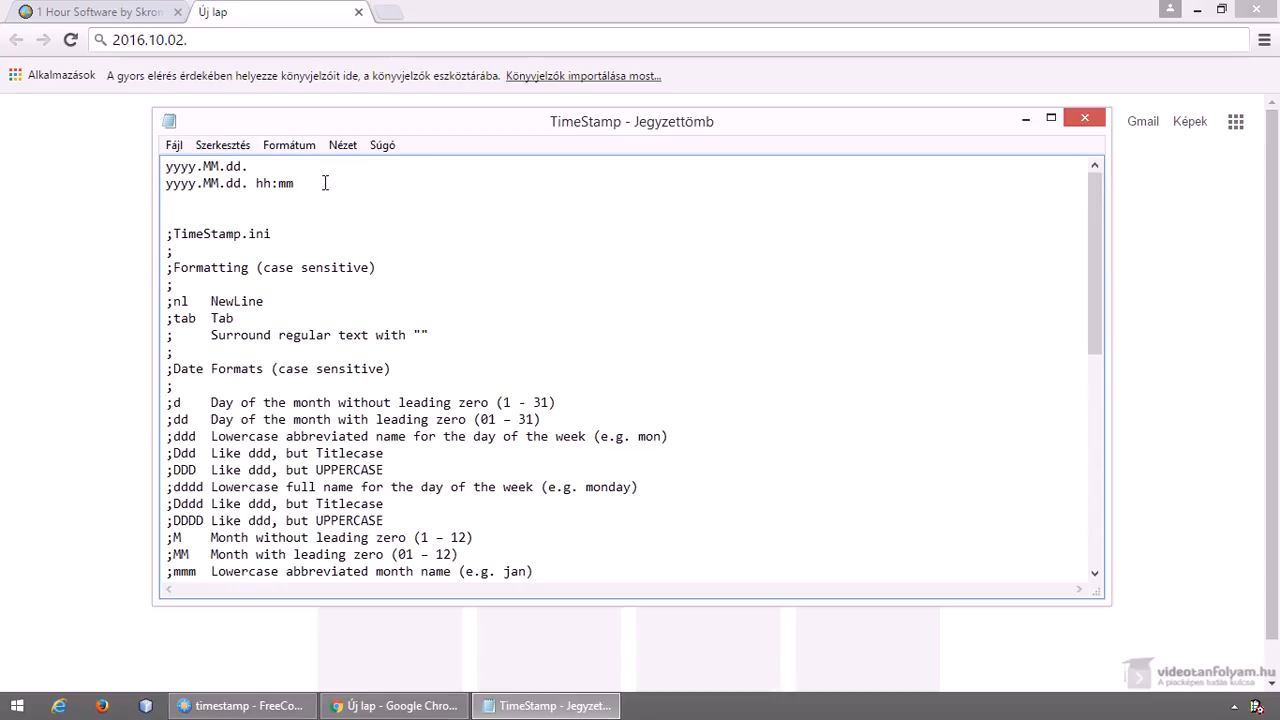 1 Hour Software by Skrom
Új lap
2016.10.02.
Alkalmazások
A gyors elérés érdekében helyezze könyvjelzőit ide, a könyvjelzők eszköztárába. Könyvjelzők importálása most...
Gmail Képek
TimeStamp - Jegyzettömb
Fájl Szerkesztés Formátum Nézet Súgó
yyyy.MM.dd.
yyyy.MM.dd. hh:mm
;TimeStamp.ini
;
;Formatting (case sensitive)
;
;nl NewLine
;tab Tab
; Surround regular text with ""
;
;Date Formats (case sensitive)
;
;d Day of the month without leading zero (1 - 31)
;dd Day of the month with leading zero (01 – 31)
;ddd Lowercase abbreviated name for the day of the week (e.g. mon)
;Ddd Like ddd, but Titlecase
;DDD Like ddd, but UPPERCASE
;dddd Lowercase full name for the day of the week (e.g. monday)
;Dddd Like ddd, but Titlecase
;DDDD Like ddd, but UPPERCASE
;M Month without leading zero (1 – 12)
;MM Month with leading zero (01 – 12)
;mmm Lowercase abbreviated month name (e.g. jan)
videotanfolyam.hu
A piacképes tudás kulcsa
timestamp - FreeCo...
Új lap - Google Chro...
TimeStamp - Jegyzet...